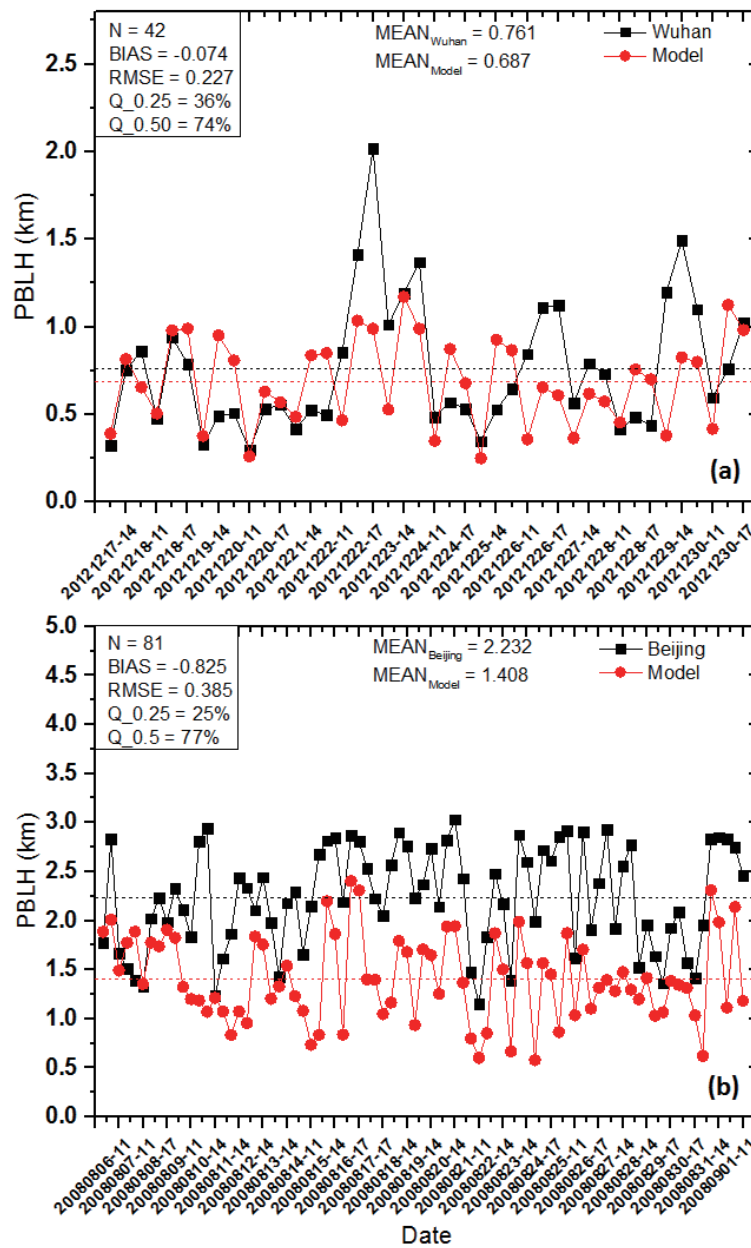 N = 42
BIAS = -0.074
RMSE = 0.227
Q_0.25 = 36%
Q_0.50 = 74%
MEAN Wuhan = 0.761
MEAN Model = 0.687
Wuhan
Model
PBLH (km)
2.5
2.0
1.5
1.0
0.5
0.0
(a)
20121217-14
20121218-11
20121218-17
20121219-14
20121220-11
20121220-17
20121221-14
20121222-11
20121222-17
20121223-14
20121224-11
20121224-17
20121225-14
20121226-11
20121226-17
20121227-14
20121228-11
20121228-17
20121229-14
20121230-11
20121230-17
N = 81
BIAS = -0.825
RMSE = 0.385
Q_0.25 = 25%
Q_0.5 = 77%
MEAN Beijing = 2.232
MEAN Model = 1.408
Beijing
Model
PBLH (km)
5.0
4.5
4.0
3.5
3.0
2.5
2.0
1.5
1.0
0.5
0.0
(b)
20080806-11
20080807-11
20080808-17
20080809-11
20080810-14
20080811-14
20080812-14
20080813-14
20080814-11
20080815-14
20080816-17
20080817-17
20080818-14
20080819-14
20080820-14
20080821-11
20080822-14
20080823-14
20080824-17
20080825-11
20080826-17
20080827-14
20080828-14
20080829-17
20080830-17
20080831-14
20080901-11
Date